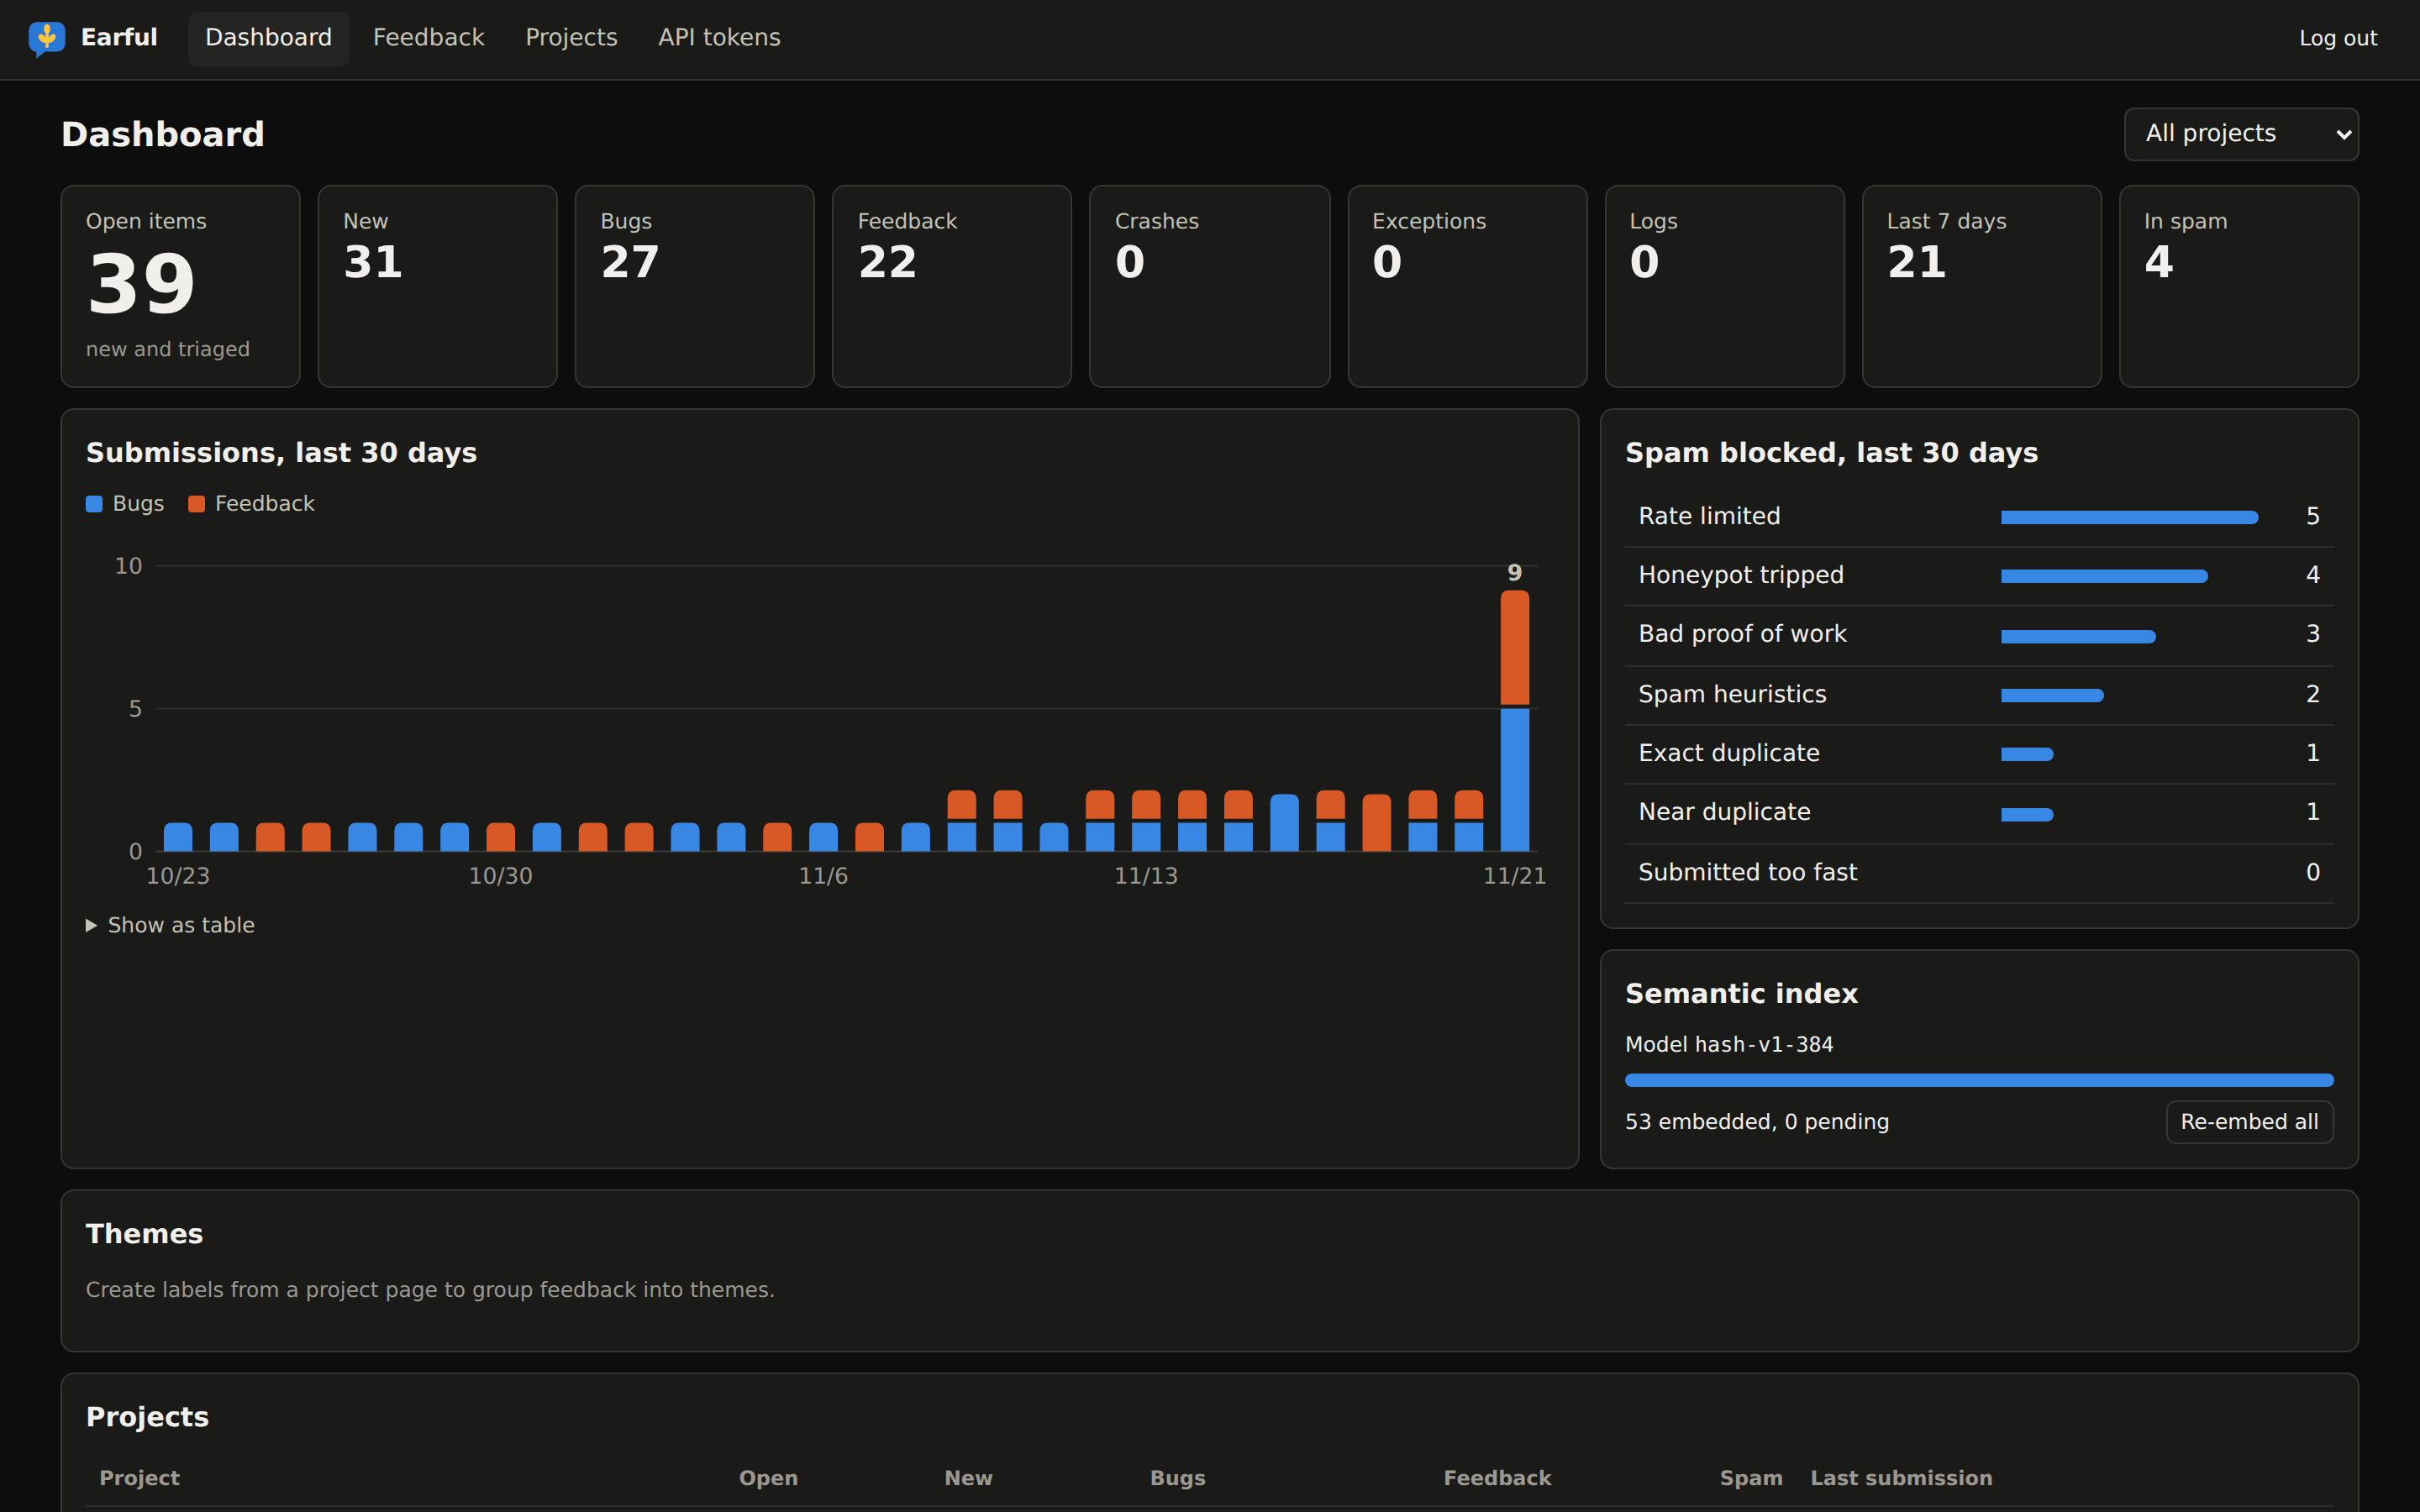 Earful
Dashboard
Feedback
Projects
API tokens
Log out
Dashboard
All projects
Open items
39
new and triaged
New
31
Bugs
27
Feedback
22
Crashes
0
Exceptions
0
Logs
0
Last 7 days
21
In spam
4
Submissions, last 30 days
Bugs
Feedback
10
9
5
0
10/23
10/30
11/6
11/13
11/21
Show as table
Spam blocked, last 30 days
Rate limited 5
Honeypot tripped 4
Bad proof of work 3
Spam heuristics 2
Exact duplicate 1
Near duplicate 1
Submitted too fast 0
Semantic index
Model hash-v1-384
53 embedded, 0 pending
Re-embed all
Themes
Create labels from a project page to group feedback into themes.
Projects
Project Open New Bugs Feedback Spam Last submission